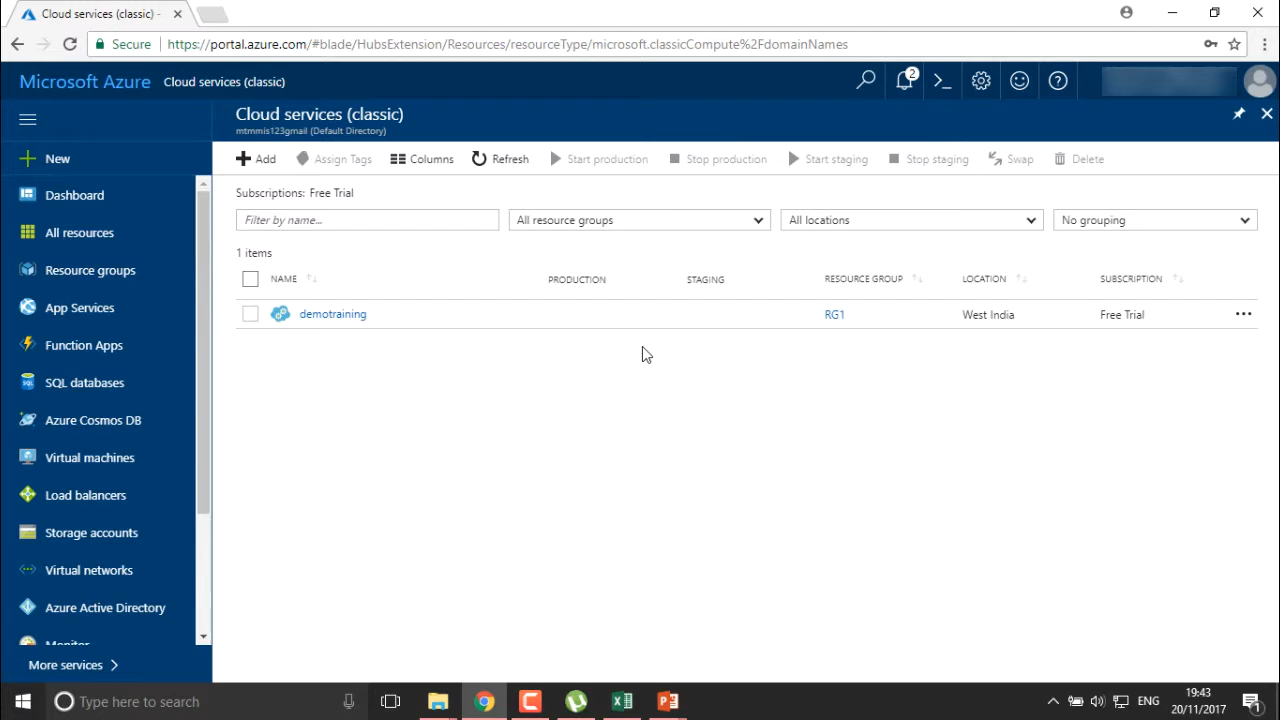 Cloud services (classic) -
Secure
https://portal.azure.com/#blade/HubsExtension/Resources/resourceType/microsoft.classicCompute%2FdomainNames
Microsoft Azure Cloud services (classic)
2
Cloud services (classic)
mtmmis123gmail (Default Directory)
New
Dashboard
All resources
Resource groups
App Services
Function Apps
SQL databases
Azure Cosmos DB
Virtual machines
Load balancers
Storage accounts
Virtual networks
Azure Active Directory
Monitor
More services
Add Assign Tags Columns Refresh Start production Stop production Start staging Stop staging Swap Delete
Subscriptions: Free Trial
Filter by name... All resource groups All locations No grouping
1 items
NAME PRODUCTION STAGING RESOURCE GROUP LOCATION SUBSCRIPTION
demotraining RG1 West India Free Trial
Type here to search
ENG
19:43
20/11/2017
1